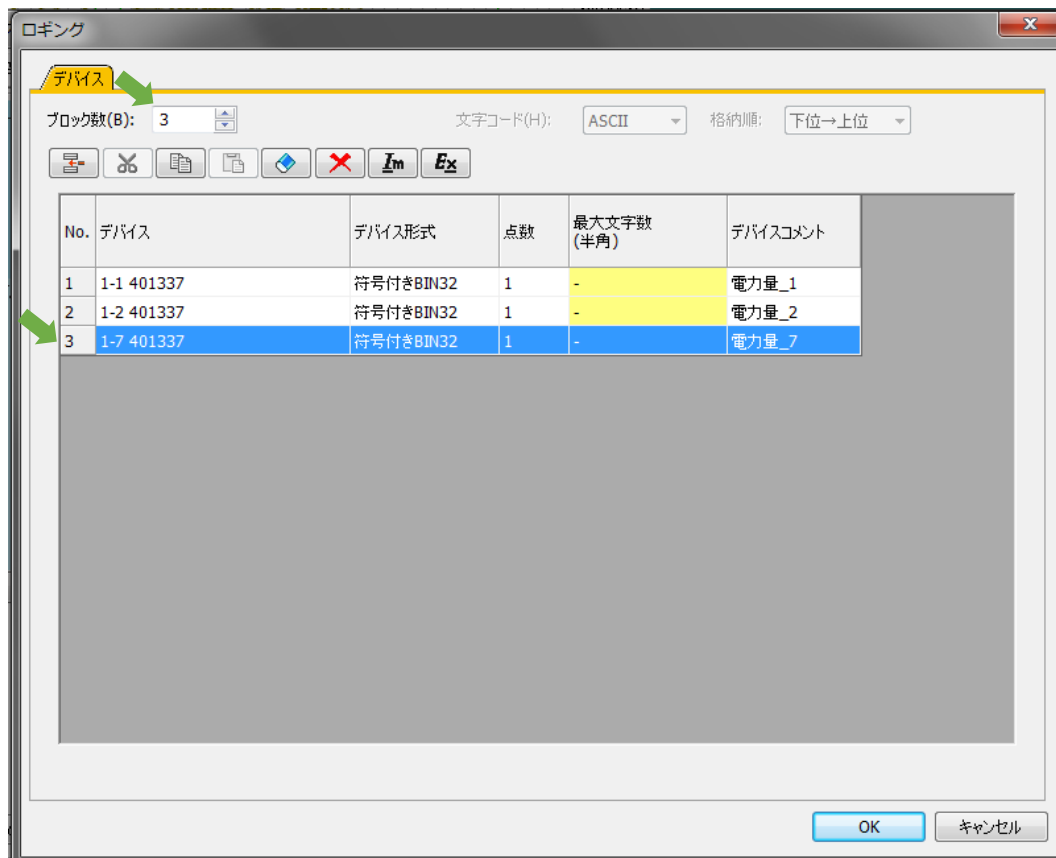 ロギング
デバイス
ブロック数(B): 3 文字コード(H): ASCII 格納順: 下位→上位
Im Ex
No. デバイス デバイス形式 点数 最大文字数 (半角) デバイスコメント
1 1-1 401337 符号付きBIN32 1 - 電力量_1
2 1-2 401337 符号付きBIN32 1 - 電力量_2
3 1-7 401337 符号付きBIN32 1 - 電力量_7
OK キャンセル